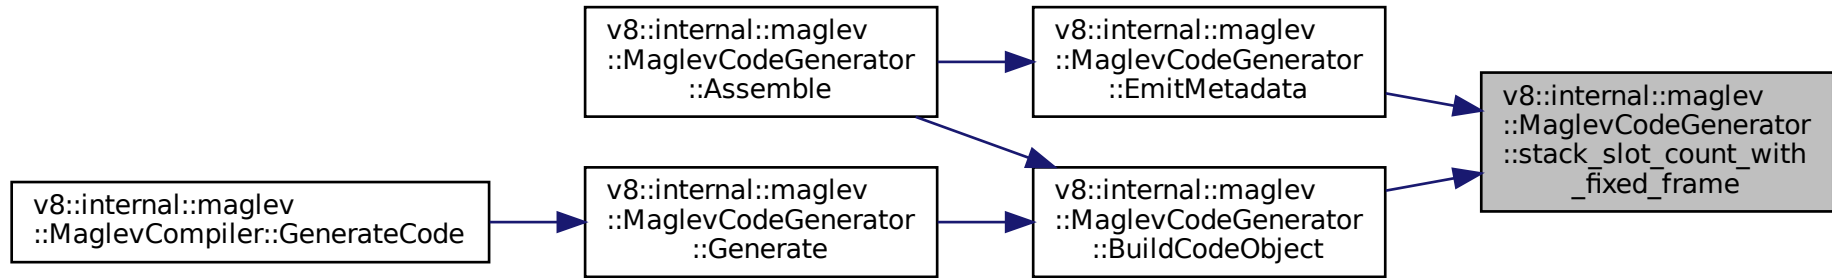 v8::internal::maglev
::MaglevCodeGenerator
::Assemble
v8::internal::maglev
::MaglevCodeGenerator
::EmitMetadata
v8::internal::maglev
::MaglevCodeGenerator
::stack_slot_count_with
_fixed_frame
v8::internal::maglev
::MaglevCompiler::GenerateCode
v8::internal::maglev
::MaglevCodeGenerator
::Generate
v8::internal::maglev
::MaglevCodeGenerator
::BuildCodeObject